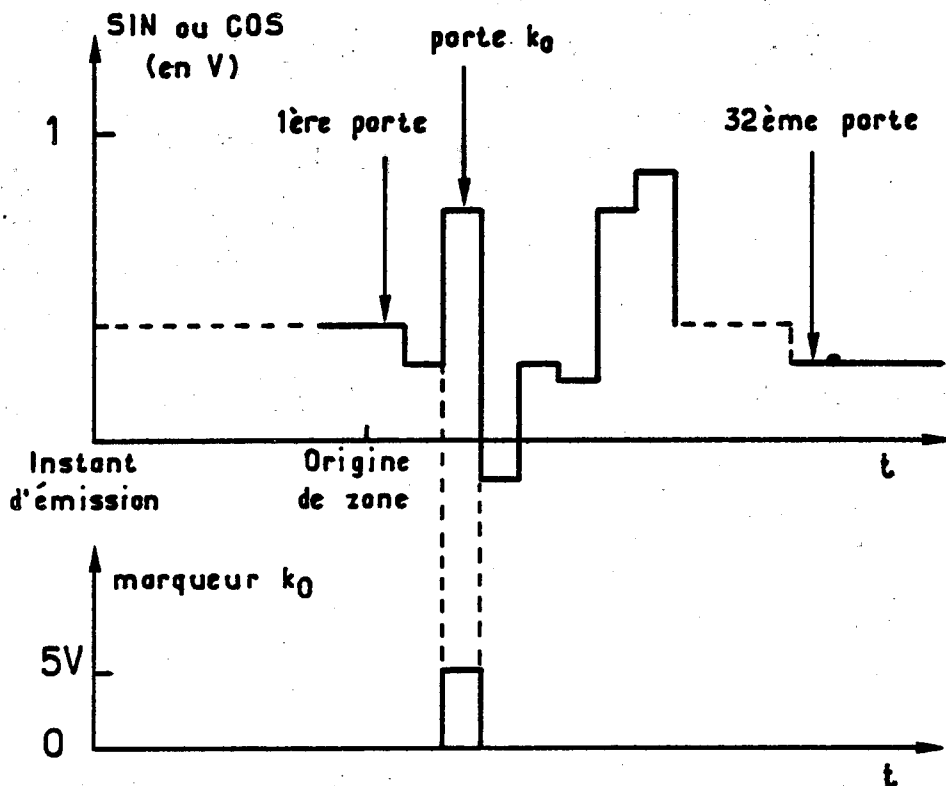 SIN ou COS
(en V)
porte k0
1ère porte
32ème porte
1
Instant
d'émission
Origine
de zone
t
marqueur k0
5V
0
t